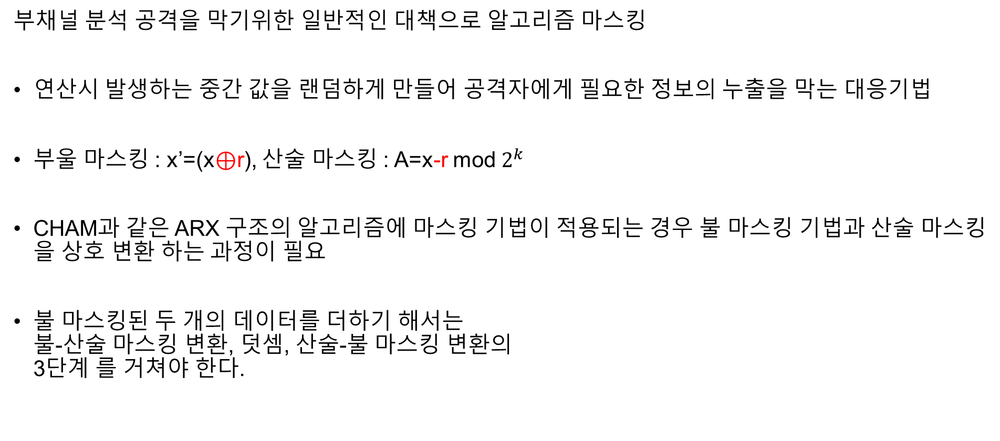 부채널 분석 공격을 막기위한 일반적인 대책으로 알고리즘 마스킹
• 연산시 발생하는 중간 값을 랜덤하게 만들어 공격자에게 필요한 정보의 누출을 막는 대응기법
• 부울 마스킹 : x’=(x⊕r), 산술 마스킹 : A=x-r mod 2^k
• CHAM과 같은 ARX 구조의 알고리즘에 마스킹 기법이 적용되는 경우 불 마스킹 기법과 산술 마스킹
을 상호 변환 하는 과정이 필요
• 불 마스킹된 두 개의 데이터를 더하기 해서는
불-산술 마스킹 변환, 덧셈, 산술-불 마스킹 변환의
3단계 를 거쳐야 한다.